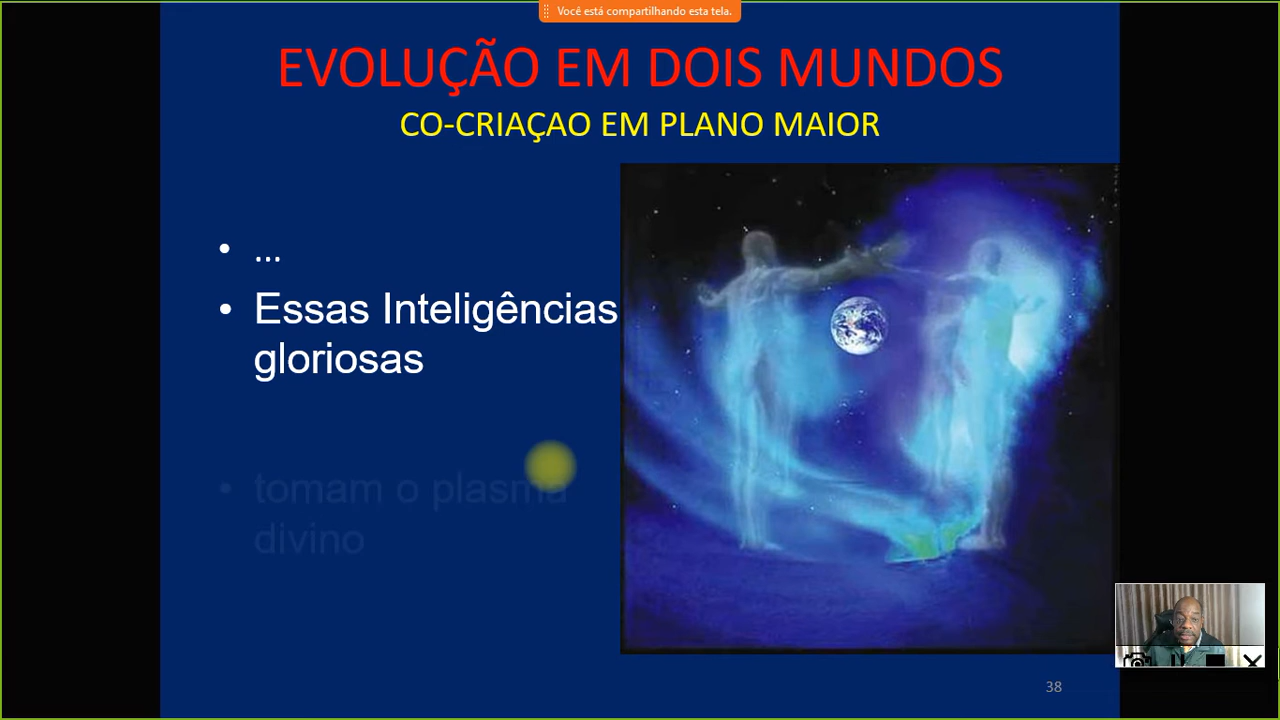 Você está compartilhando esta tela.
EVOLUÇÃO EM DOIS MUNDOS
CO-CRIAÇAO EM PLANO MAIOR
• ...
• Essas Inteligências
gloriosas
• tomam o plasma
divino
38